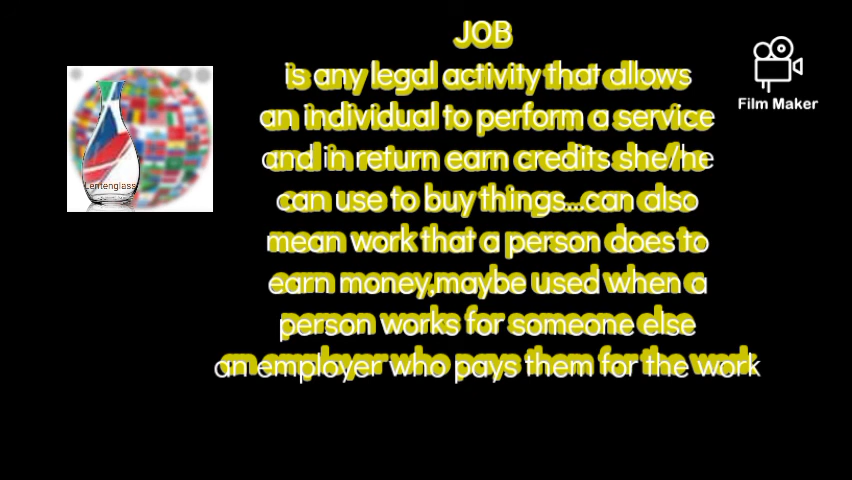 JOB
is any legal activity that allows
an individual to perform a service
and in return earn credits she/he
can use to buy things...can also
mean work that a person does to
earn money,maybe used when a
person works for someone else
an employer who pays them for the work
Film Maker
Lentenglass